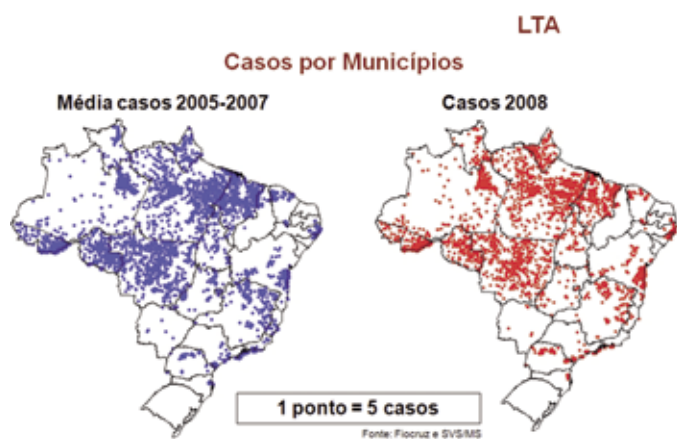 LTA
Casos por Municípios
Média casos 2005-2007
Casos 2008
1 ponto = 5 casos
Fonte: Fiocruz e SVS/MS